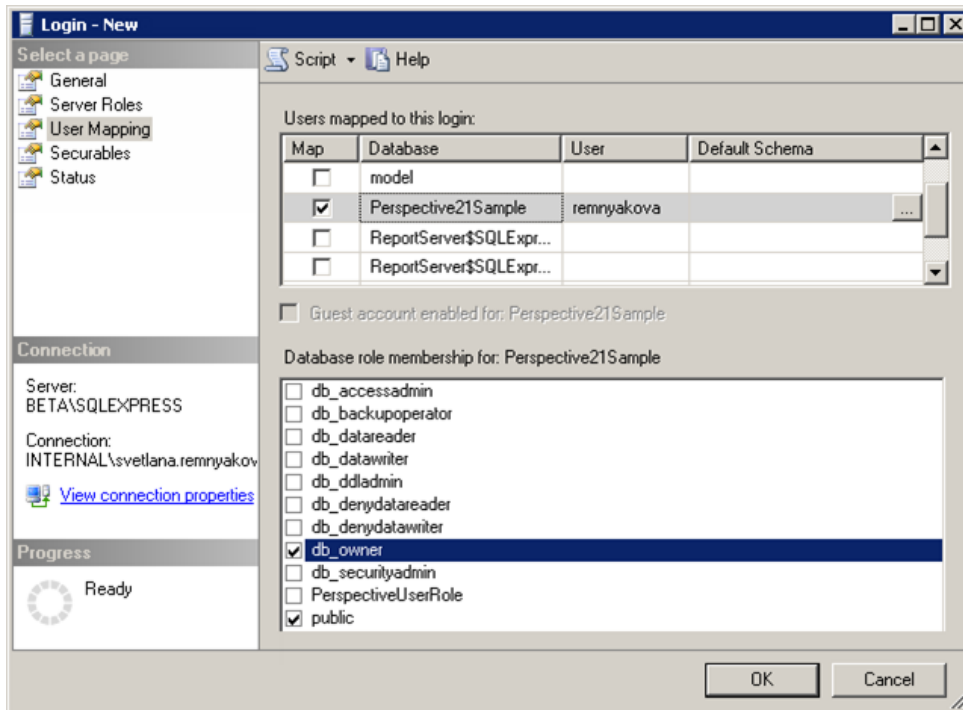 Login - New
Select a page
General
Server Roles
User Mapping
Securables
Status
Connection
Server:
BETA\SQLEXPRESS
Connection:
INTERNAL\svetlana.remnyakov
View connection properties
Progress
Ready
Script
Help
Users mapped to this login:
Map Database User Default Schema
model
Perspective21Sample remnyakova ...
ReportServer$SQLExpr...
ReportServer$SQLExpr...
Guest account enabled for: Perspective21Sample
Database role membership for: Perspective21Sample
db_accessadmin
db_backupoperator
db_datareader
db_datawriter
db_ddladmin
db_denydatareader
db_denydatawriter
db_owner
db_securityadmin
PerspectiveUserRole
public
OK
Cancel